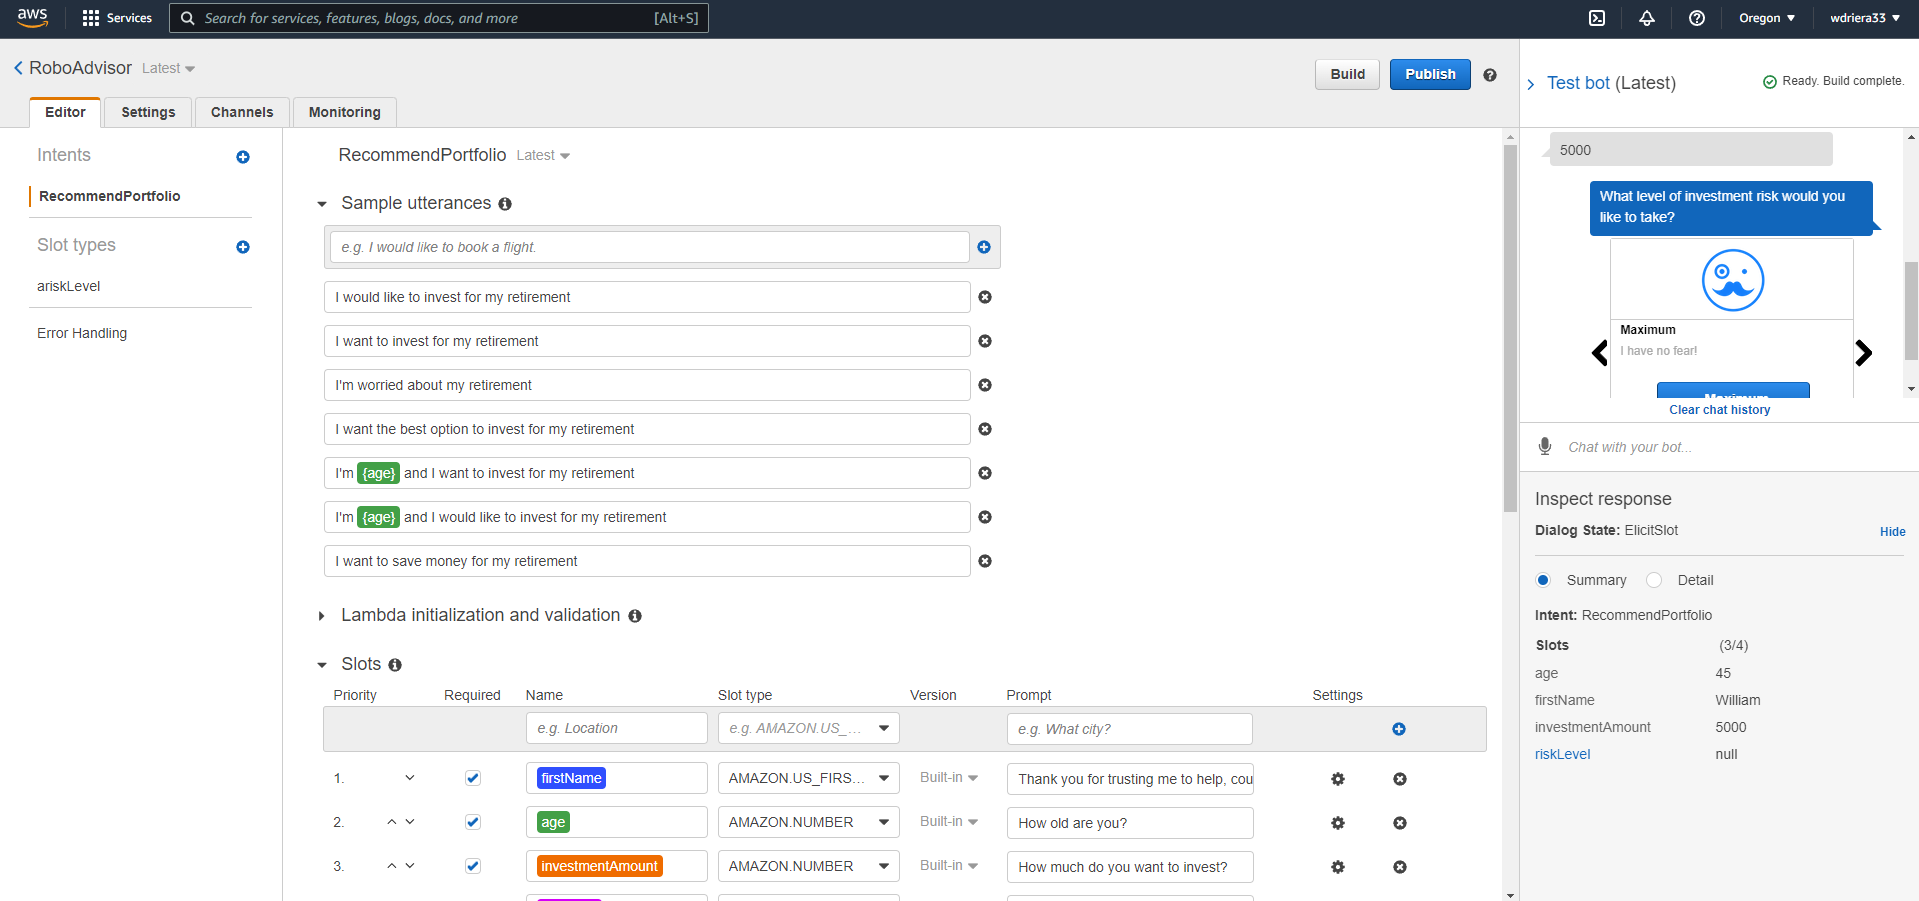 aws
Services
Search for services, features, blogs, docs, and more [Alt+S]
Oregon
wdriera33
RoboAdvisor Latest
Build
Publish
Editor
Settings
Channels
Monitoring
Intents
RecommendPortfolio
Slot types
ariskLevel
Error Handling
RecommendPortfolio Latest
Sample utterances
e.g. I would like to book a flight.
I would like to invest for my retirement
I want to invest for my retirement
I'm worried about my retirement
I want the best option to invest for my retirement
I'm {age} and I want to invest for my retirement
I'm {age} and I would like to invest for my retirement
I want to save money for my retirement
Lambda initialization and validation
Slots
Priority Required Name Slot type Version Prompt Settings
e.g. Location e.g. AMAZON.US_... e.g. What city?
1. firstName AMAZON.US_FIRS... Built-in Thank you for trusting me to help, cou
2. age AMAZON.NUMBER Built-in How old are you?
3. investmentAmount AMAZON.NUMBER Built-in How much do you want to invest?
Test bot (Latest)
Ready. Build complete.
5000
What level of investment risk would you
like to take?
Maximum
I have no fear!
Maximum
Clear chat history
Chat with your bot...
Inspect response
Dialog State: ElicitSlot
Hide
Summary Detail
Intent: RecommendPortfolio
Slots (3/4)
age 45
firstName William
investmentAmount 5000
riskLevel null